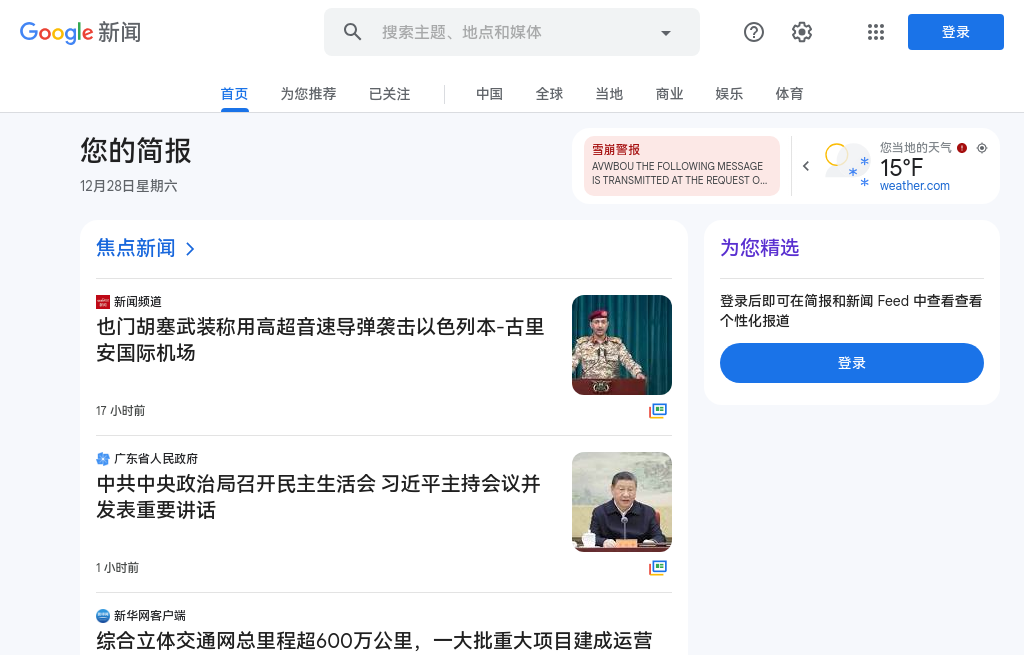 Google 新闻
搜索主题、地点和媒体
登录
首页
为您推荐
已关注
中国
全球
当地
商业
娱乐
体育
您的简报
12月28日星期六
雪崩警报
AVWBOU THE FOLLOWING MESSAGE
IS TRANSMITTED AT THE REQUEST O...
您当地的天气
15°F
weather.com
焦点新闻
新闻频道
也门胡塞武装称用高超音速导弹袭击以色列本-古里
安国际机场
17 小时前
广东省人民政府
中共中央政治局召开民主生活会 习近平主持会议并
发表重要讲话
1 小时前
新华网客户端
综合立体交通网总里程超600万公里，一大批重大项目建成运营
为您精选
登录后即可在简报和新闻 Feed 中查看查看
个性化报道
登录